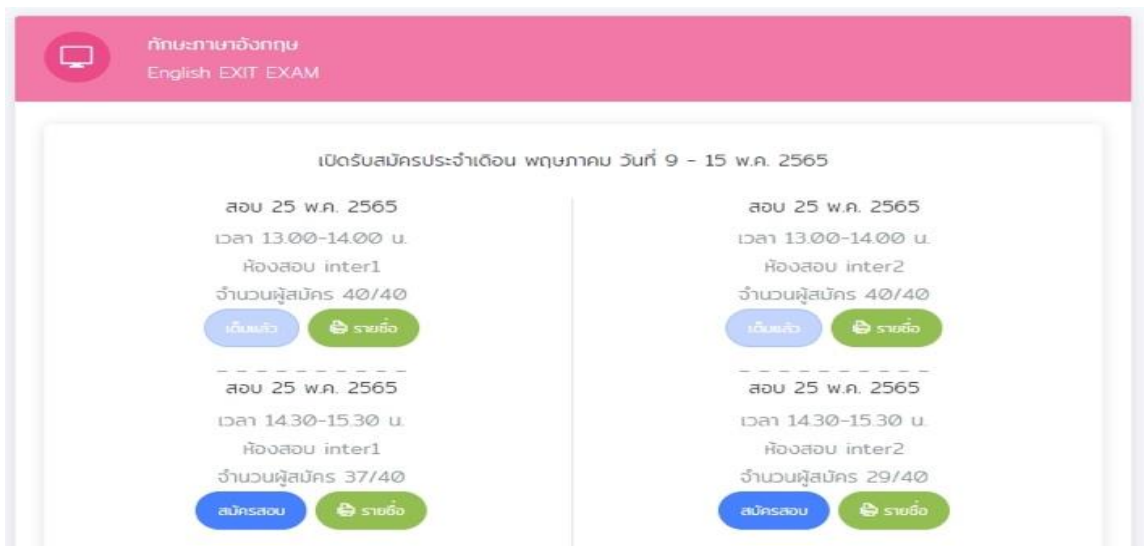 ทักษะภาษาอังกฤษ
English EXIT EXAM
เปิดรับสมัครประจำเดือน พฤษภาคม วันที่ 9 - 15 พ.ค. 2565
สอบ 25 พ.ค. 2565
เวลา 13.00-14.00 น.
ห้องสอบ inter1
จำนวนผู้สมัคร 40/40
เต็มแล้ว รายชื่อ
สอบ 25 พ.ค. 2565
เวลา 14.30-15.30 น.
ห้องสอบ inter1
จำนวนผู้สมัคร 37/40
สมัครสอบ รายชื่อ
สอบ 25 พ.ค. 2565
เวลา 13.00-14.00 น.
ห้องสอบ inter2
จำนวนผู้สมัคร 40/40
เต็มแล้ว รายชื่อ
สอบ 25 พ.ค. 2565
เวลา 14.30-15.30 น.
ห้องสอบ inter2
จำนวนผู้สมัคร 29/40
สมัครสอบ รายชื่อ